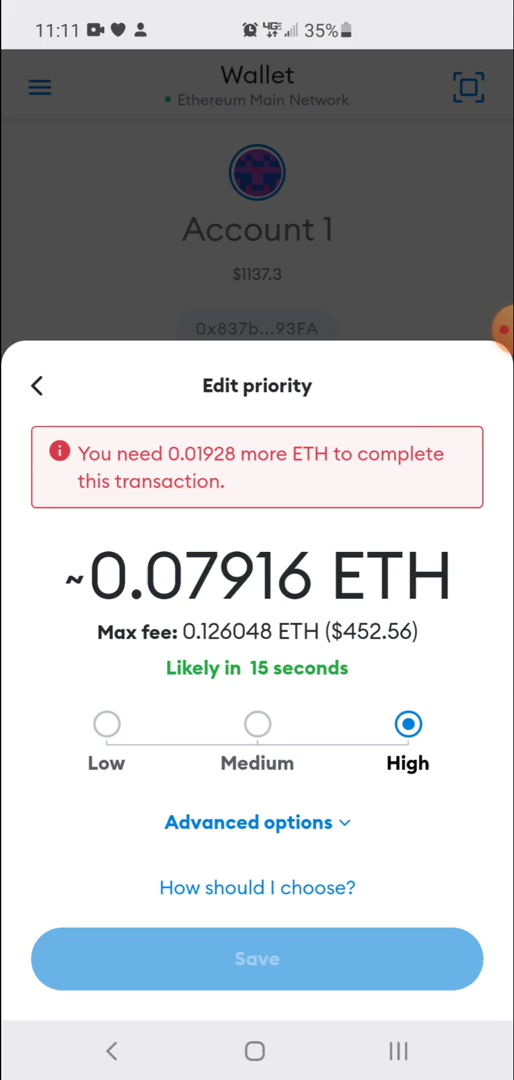 11:11 4GE 35%
Wallet
Ethereum Main Network
Account 1
$1137.3
0x837b...93FA
Edit priority
You need 0.01928 more ETH to complete
this transaction.
~0.07916 ETH
Max fee: 0.126048 ETH ($452.56)
Likely in 15 seconds
Low Medium High
Advanced options
How should I choose?
Save